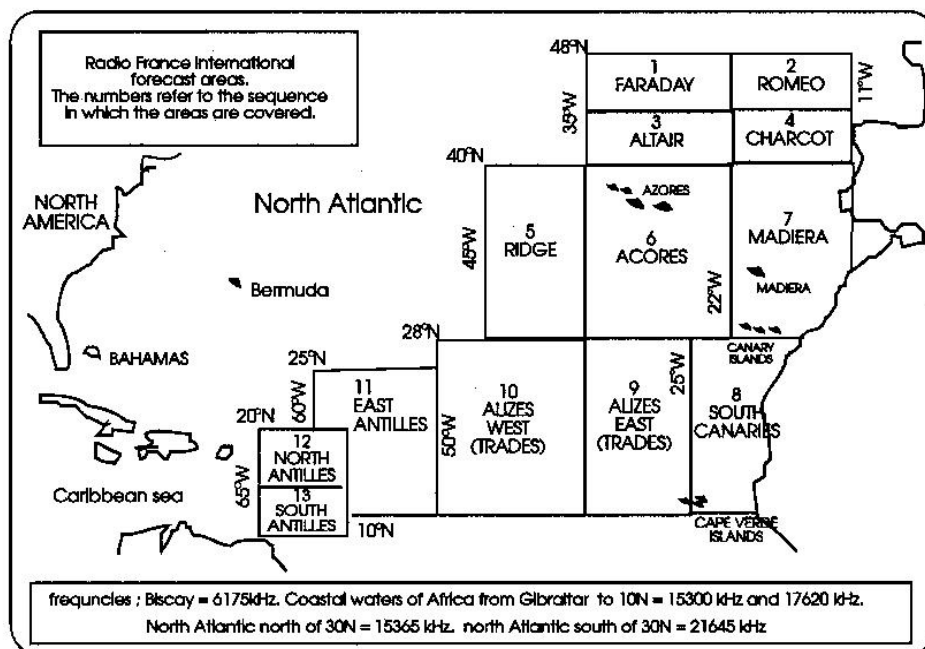 Radio France International
forecast areas.
The numbers refer to the sequence
in which the areas are covered.
48°N
1
FARADAY
2
ROMEO
11°W
35°W
3
ALTAIR
4
CHARCOT
40°N
NORTH
AMERICA
North Atlantic
AZORES
5
RIDGE
45°W
6
ACORES
7
MADIERA
22°W
MADIERA
Bermuda
28°N
CANARY
ISLANDS
BAHAMAS
25°N
60°W
11
EAST
ANTILLES
50°W
10
ALIZES
WEST
(TRADES)
9
ALIZES
EAST
(TRADES)
25°W
8
SOUTH
CANARIES
20°N
12
NORTH
ANTILLES
65°W
13
SOUTH
ANTILLES
Caribbean sea
10°N
CAPE VERDE
ISLANDS
frequncies ; Biscay = 6175kHz. Coastal waters of Africa from Gibraltar to 10N = 15300 kHz and 17620 kHz.
North Atlantic north of 30N = 15365 kHz. north Atlantic south of 30N = 21645 kHz